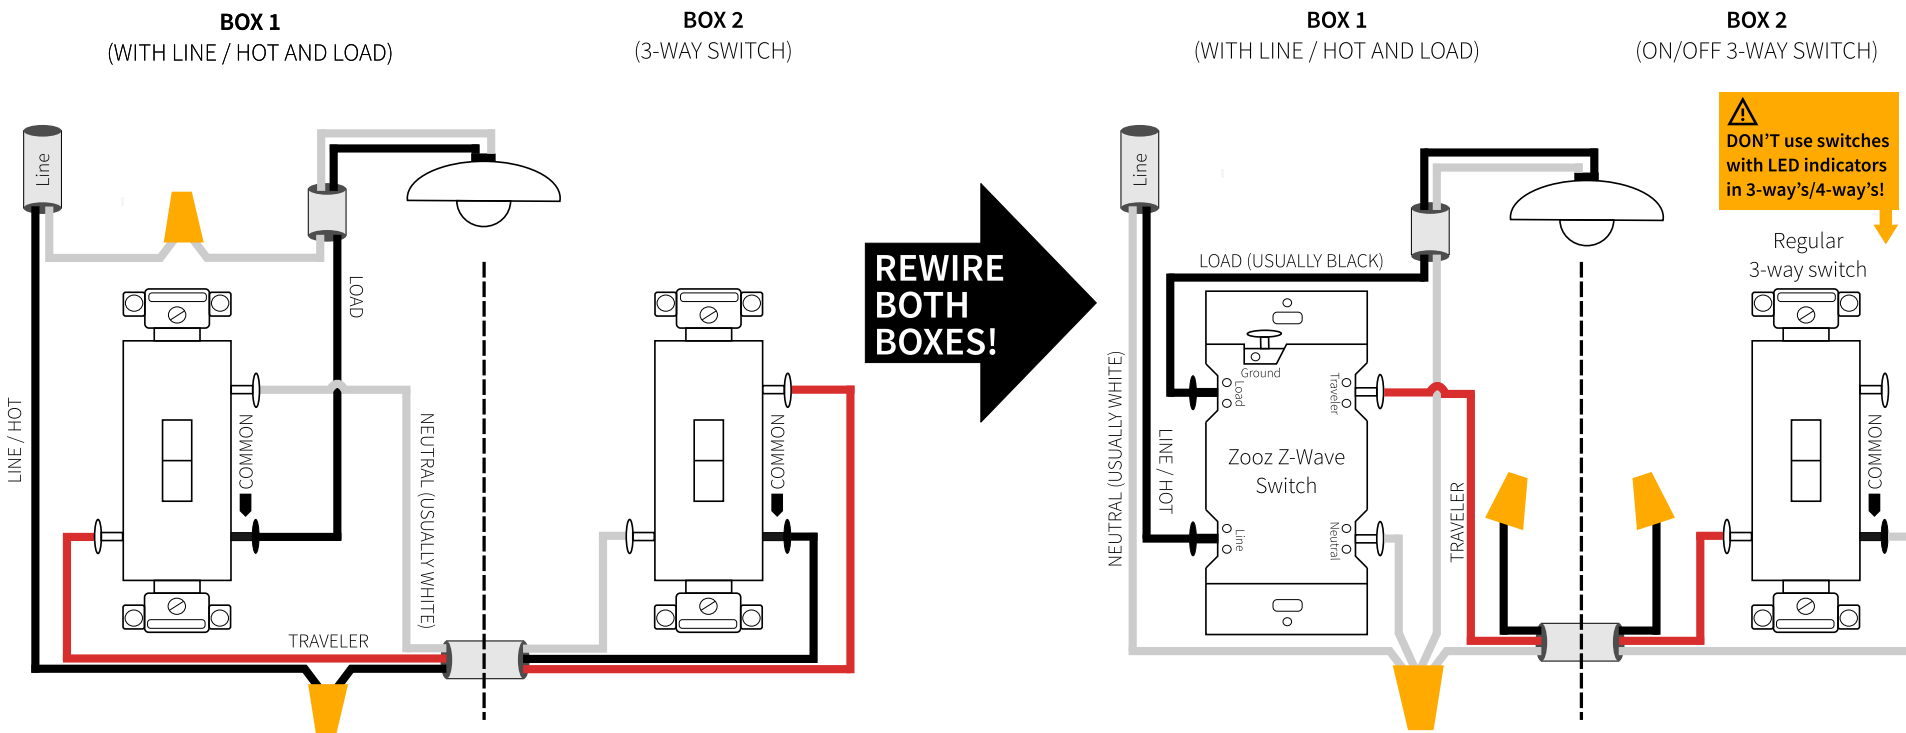 BOX 1
(WITH LINE / HOT AND LOAD)
BOX 2
(3-WAY SWITCH)
Line
LOAD
LINE / HOT
COMMON
NEUTRAL (USUALLY WHITE)
COMMON
TRAVELER
REWIRE
BOTH
BOXES!
BOX 1
(WITH LINE / HOT AND LOAD)
BOX 2
(ON/OFF 3-WAY SWITCH)
Line
DON'T use switches
with LED indicators
in 3-way's/4-way's!
Regular
3-way switch
LOAD (USUALLY BLACK)
Ground
Load
Traveler
NEUTRAL (USUALLY WHITE)
LINE / HOT
Zooz Z-Wave
Switch
Line
Neutral
TRAVELER
COMMON